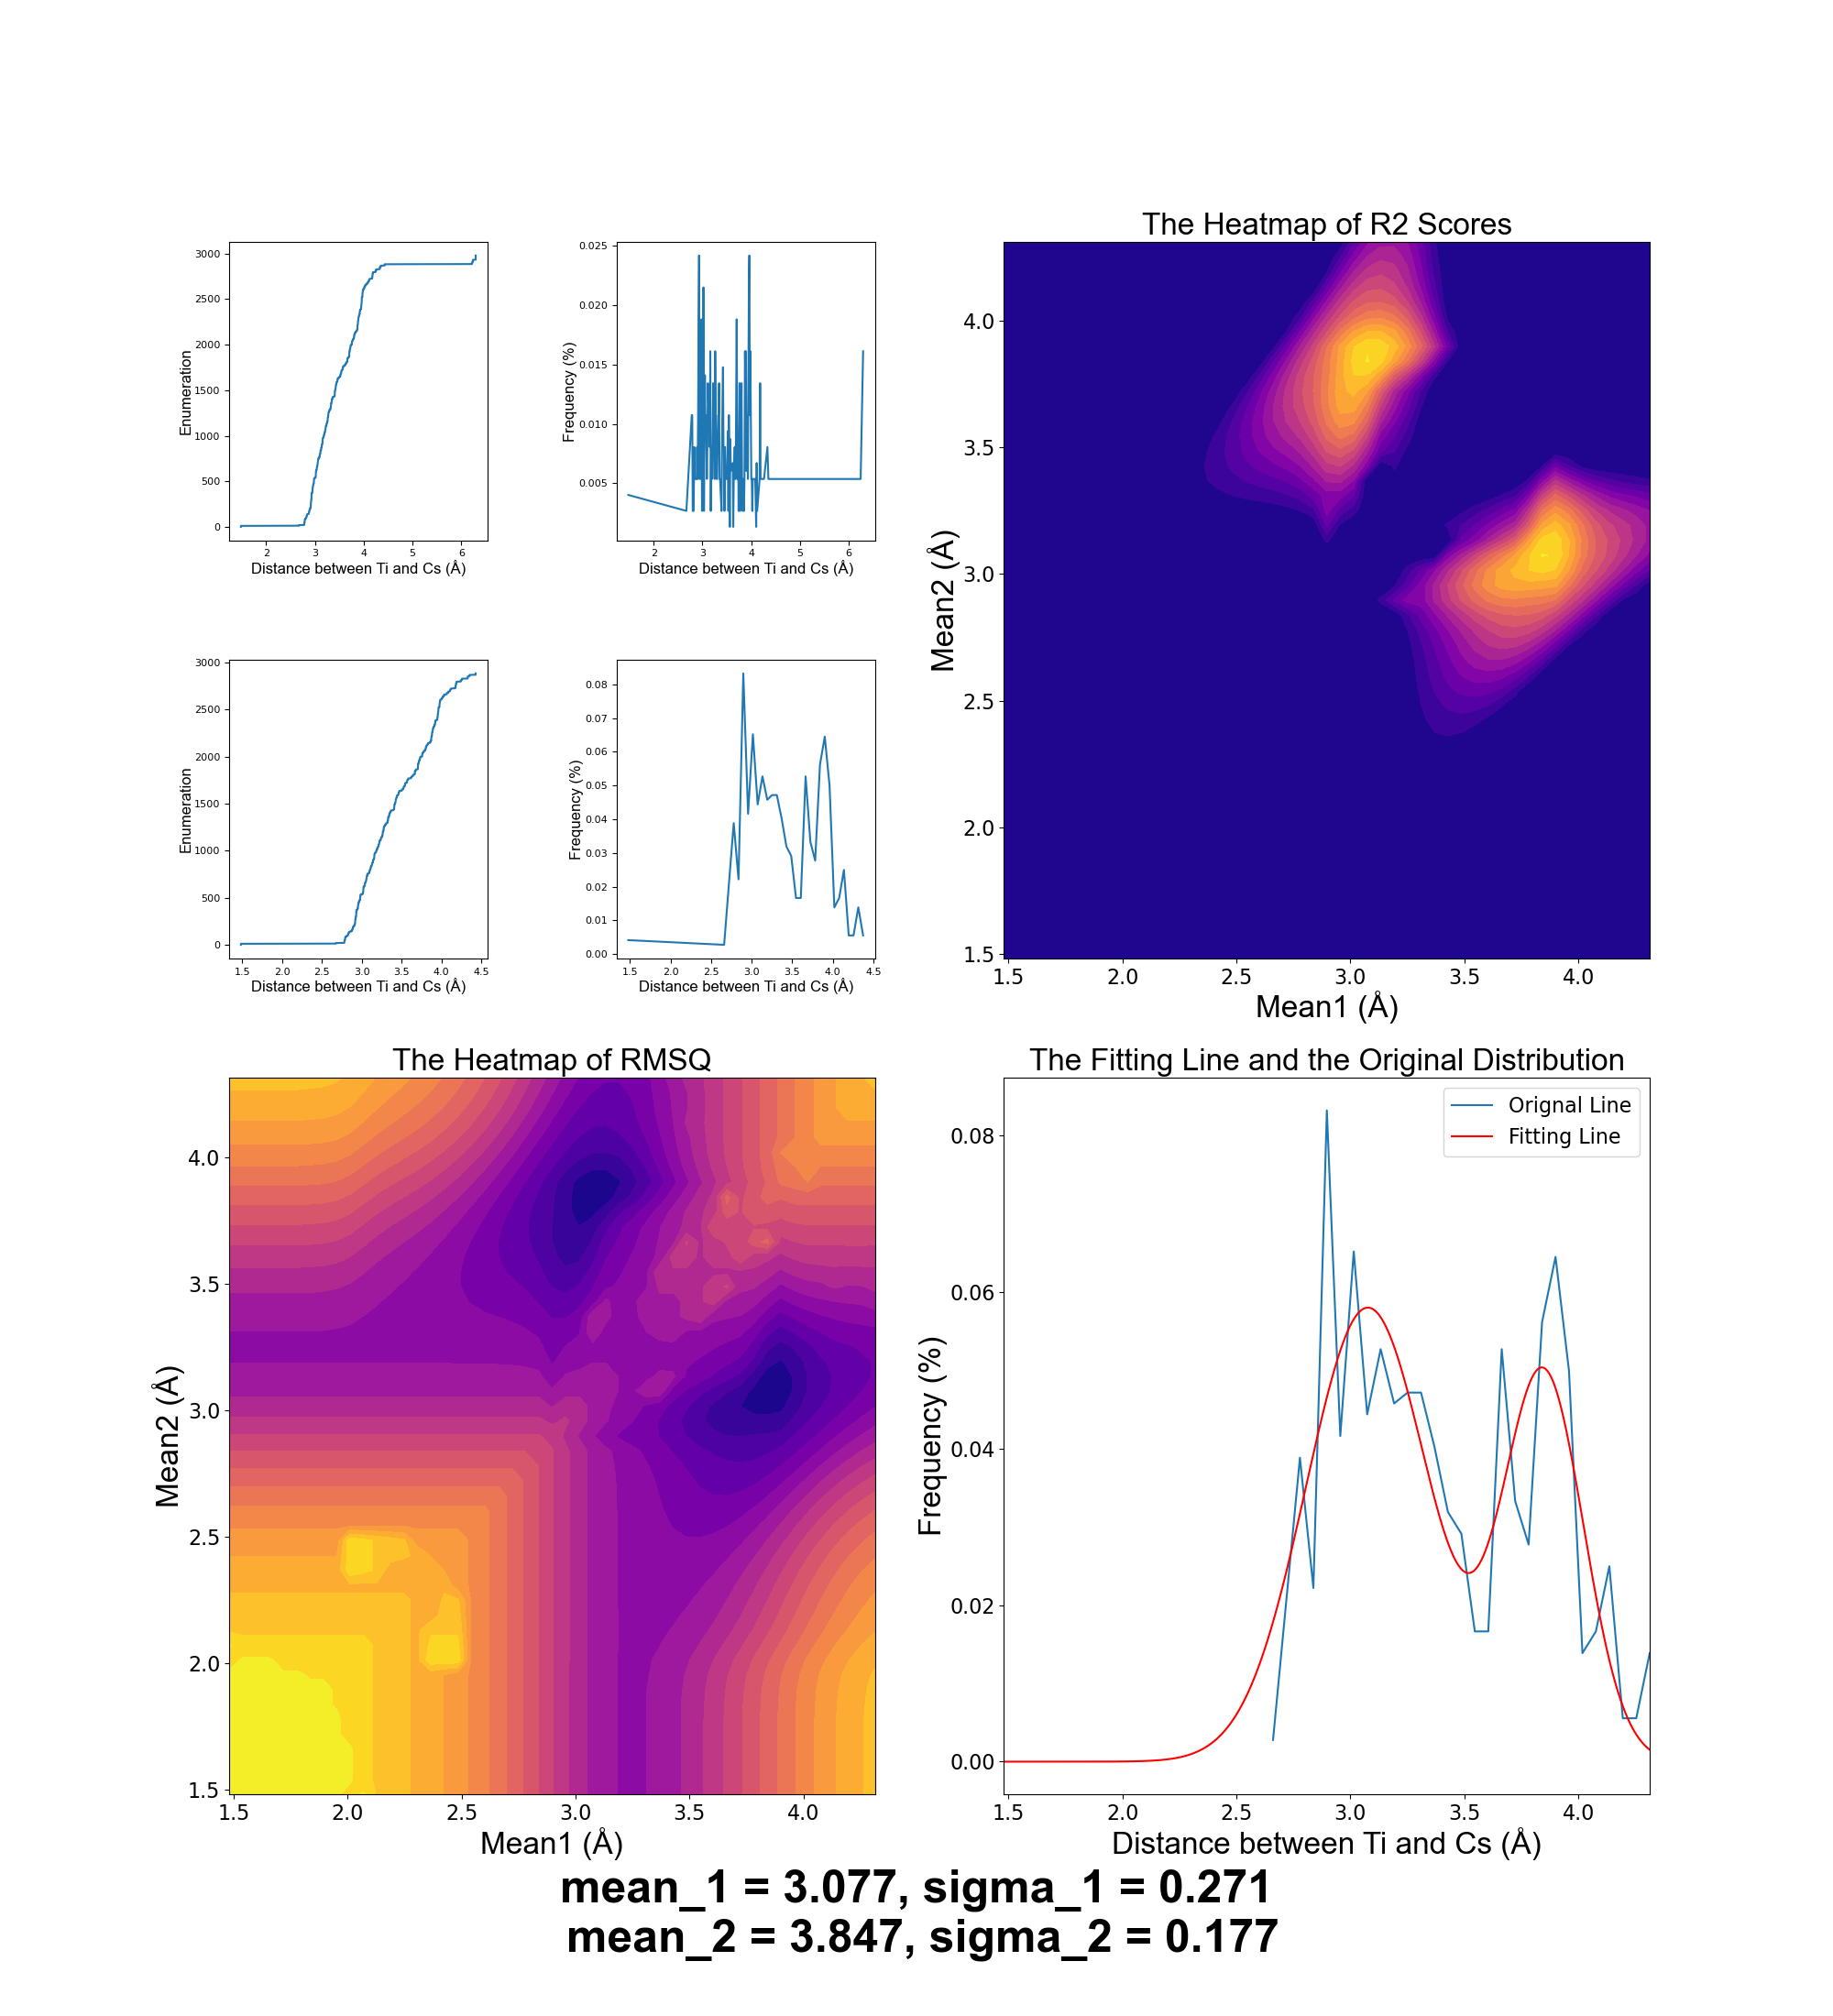 3000
2500
2000
1500
1000
500
0
Enumeration
2 3 4 5 6
Distance between Ti and Cs (Å)
0.025
0.020
0.015
0.010
0.005
Frequency (%)
2 3 4 5 6
Distance between Ti and Cs (Å)
The Heatmap of R2 Scores
4.0
3.5
3.0
2.5
2.0
1.5
Mean2 (Å)
1.5 2.0 2.5 3.0 3.5 4.0
Mean1 (Å)
3000
2500
2000
1500
1000
500
0
Enumeration
1.5 2.0 2.5 3.0 3.5 4.0 4.5
Distance between Ti and Cs (Å)
0.08
0.07
0.06
0.05
0.04
0.03
0.02
0.01
0.00
Frequency (%)
1.5 2.0 2.5 3.0 3.5 4.0 4.5
Distance between Ti and Cs (Å)
The Heatmap of RMSQ
4.0
3.5
3.0
2.5
2.0
1.5
Mean2 (Å)
1.5 2.0 2.5 3.0 3.5 4.0
Mean1 (Å)
The Fitting Line and the Original Distribution
Orignal Line
Fitting Line
0.08
0.06
0.04
0.02
0.00
Frequency (%)
1.5 2.0 2.5 3.0 3.5 4.0
Distance between Ti and Cs (Å)
mean_1 = 3.077, sigma_1 = 0.271
mean_2 = 3.847, sigma_2 = 0.177